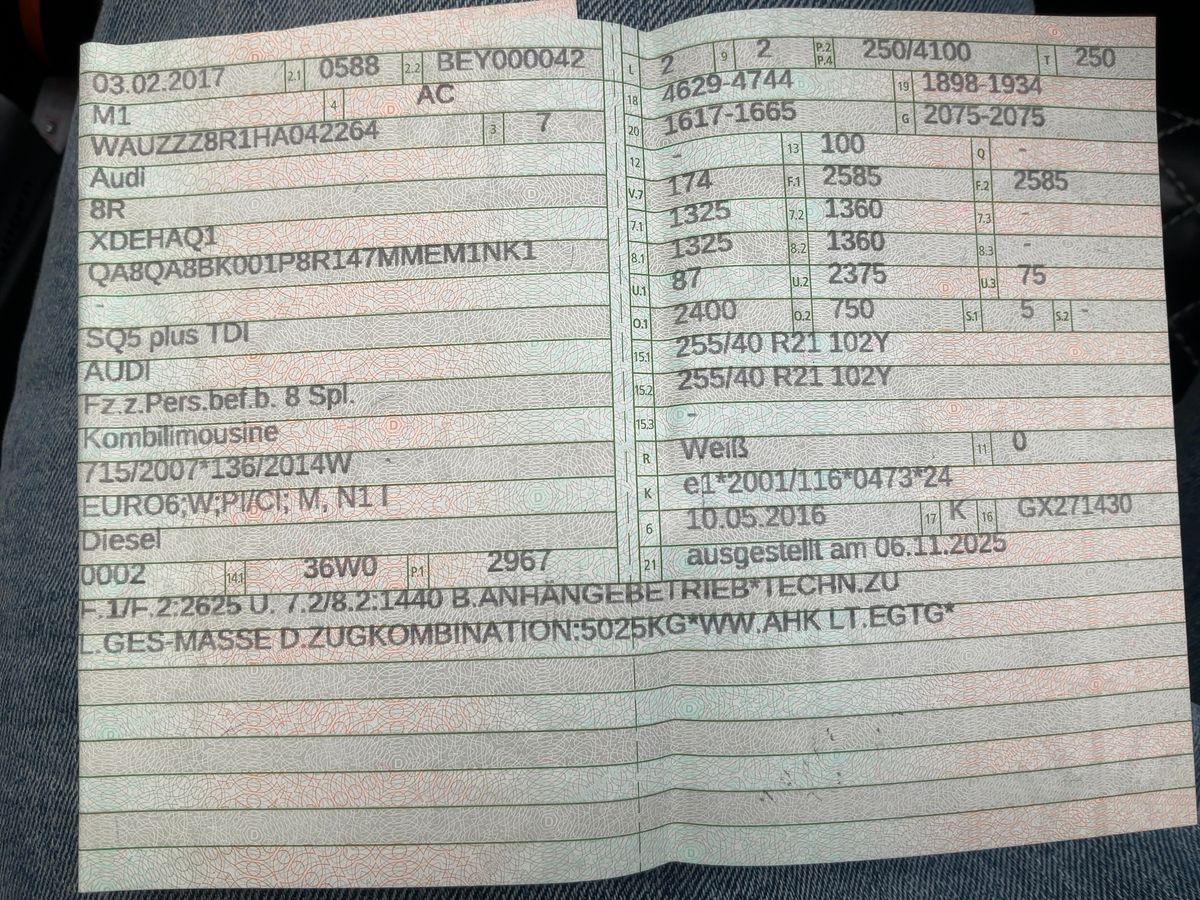 03.02.2017 2.1 0588 2.2 BEY000042
M1 4 AC
WAUZZZ8R1HA042264 3 7
Audi
8R
XDEHAQ1
QA8QA8BK001P8R147MMEM1NK1
-
SQ5 plus TDI
AUDI
Fz.z.Pers.bef.b. 8 Spl.
Kombilimousine
715/2007*136/2014W
EURO6;W;PI/CI; M, N1 I
Diesel
0002 14.1 36W0 P.1 2967
L 2 9 2 P.2 P.4 250/4100 T 250
18 4629-4744 19 1898-1934
20 1617-1665 G 2075-2075
12 - 13 100 Q -
V.7 174 F.1 2585 F.2 2585
7.1 1325 7.2 1360 7.3 -
8.1 1325 8.2 1360 8.3 -
U.1 87 U.2 2375 U.3 75
O.1 2400 O.2 750 S.1 5 S.2 -
15.1 255/40 R21 102Y
15.2 255/40 R21 102Y
15.3 -
R Weiß 11 0
K e1*2001/116*0473*24
6 10.05.2016 17 K 16 GX271430
21 ausgestellt am 06.11.2025
F.1/F.2:2625 U. 7.2/8.2:1440 B.ANHÄNGEBETRIEB*TECHN.ZU
L.GES-MASSE D.ZUGKOMBINATION:5025KG*WW.AHK LT.EGTG*